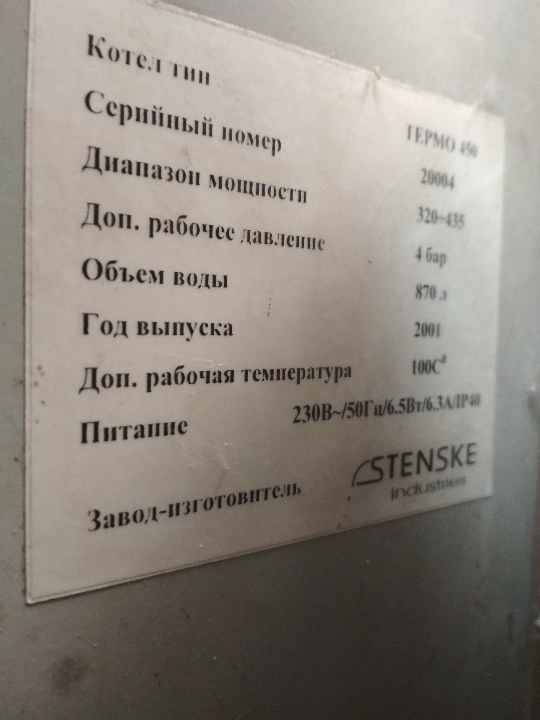 Котел тип ТЕРМО 450
Серийный номер 20004
Диапазон мощности 320÷435
Доп. рабочее давление 4 бар
Объем воды 870 л
Год выпуска 2001
Доп. рабочая температура 100С°
Питание 230В~/50Гц/6.5Вт/6.3А/IP40
Завод-изготовитель STENSKE
industries